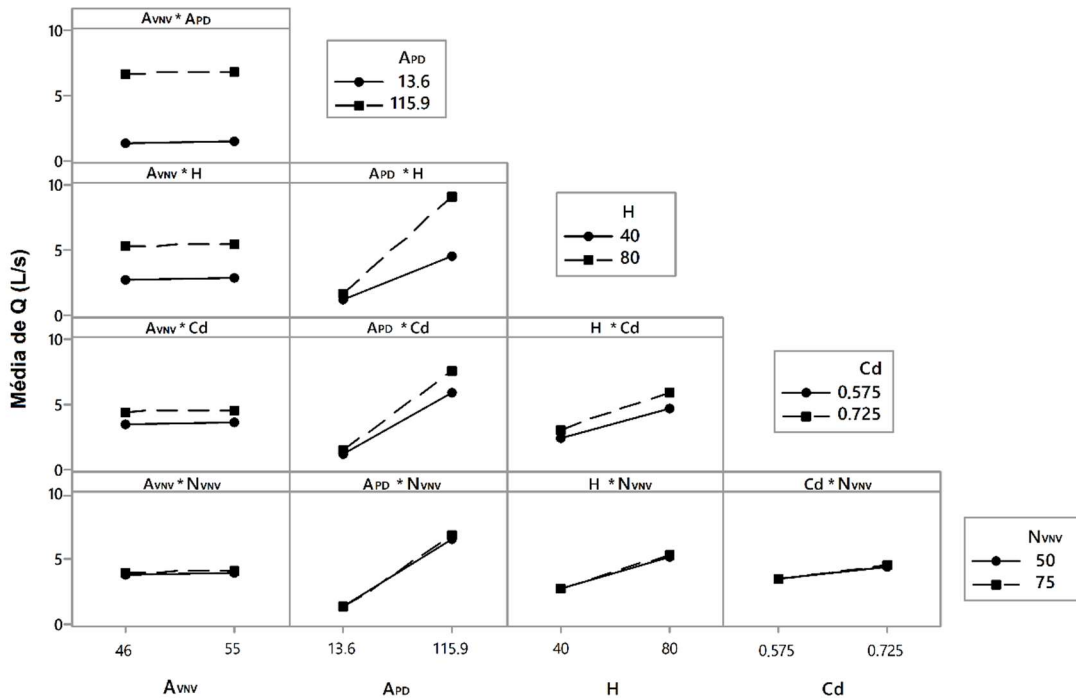 AVNV * APD
10
5
0
APD
13.6
115.9
AVNV * H
APD * H
10
5
0
H
40
80
AVNV * Cd
APD * Cd
H * Cd
10
5
0
Cd
0,575
0.725
AVNV * NVNV
APD * NVNV
H * NVNV
Cd * NVNV
10
5
0
NVNV
50
75
46 55 13.6 115.9 40 80 0,575 0.725
AVNV APD H Cd
Média de Q (L/s)